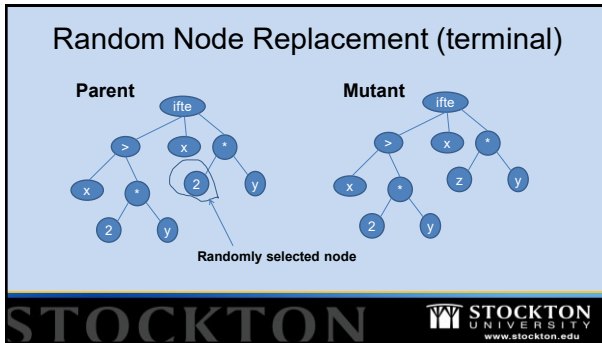 Random Node Replacement (terminal)
Parent
ifte
>
x
*
x
*
2
y
2
y
Randomly selected node
Mutant
ifte
>
x
*
x
*
z
y
2
y
STOCKTON
STOCKTON
UNIVERSITY
www.stockton.edu